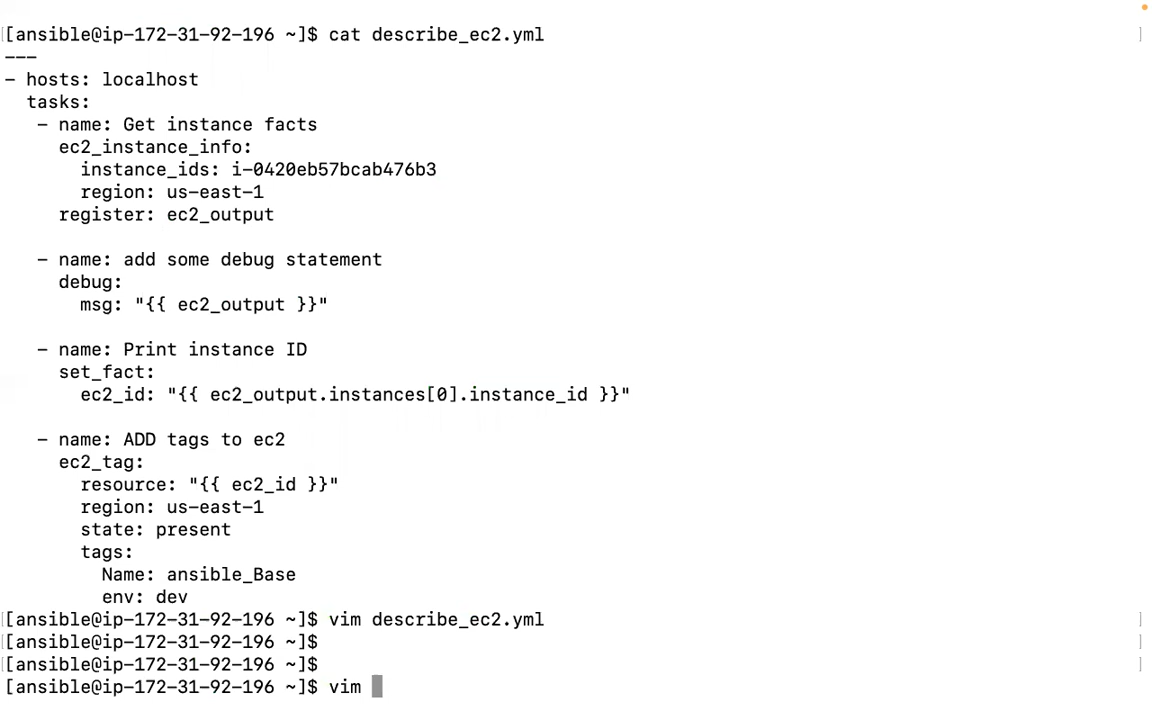 [ansible@ip-172-31-92-196 ~]$ cat describe_ec2.yml
---
- hosts: localhost
  tasks:
   - name: Get instance facts
     ec2_instance_info:
       instance_ids: i-0420eb57bcab476b3
       region: us-east-1
     register: ec2_output

   - name: add some debug statement
     debug:
       msg: "{{ ec2_output }}"

   - name: Print instance ID
     set_fact:
       ec2_id: "{{ ec2_output.instances[0].instance_id }}"

   - name: ADD tags to ec2
     ec2_tag:
       resource: "{{ ec2_id }}"
       region: us-east-1
       state: present
       tags:
         Name: ansible_Base
         env: dev
[ansible@ip-172-31-92-196 ~]$ vim describe_ec2.yml
[ansible@ip-172-31-92-196 ~]$
[ansible@ip-172-31-92-196 ~]$
[ansible@ip-172-31-92-196 ~]$ vim